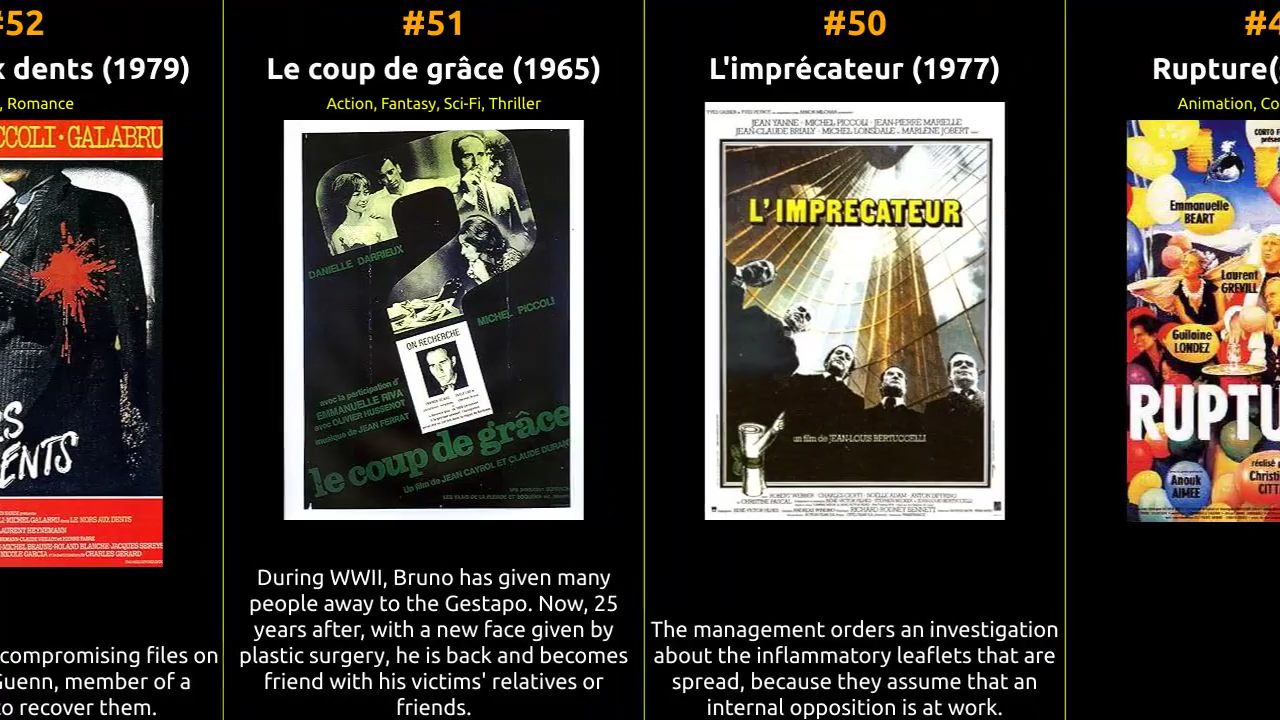 #52
x dents (1979)
, Romance
CCOLI·GALABRU
compromising files on
Guenn, member of a
to recover them.
#51
Le coup de grâce (1965)
Action, Fantasy, Sci-Fi, Thriller
DANIELLE DARRIEUX
MICHEL PICCOLI
ON RECHERCHE
avec la participation d'
EMMANUELLE RIVA
avec OLIVIER HUSSENOT
musique de JEAN FERRAT
le coup de grâce
Un film de JEAN CAYROL ET CLAUDE DURAN
During WWII, Bruno has given many
people away to the Gestapo. Now, 25
years after, with a new face given by
plastic surgery, he is back and becomes
friend with his victims' relatives or
friends.
#50
L'imprécateur (1977)
JEAN YANNE · MICHEL PICCOLI · JEAN-PIERRE MARIELLE
JEAN-CLAUDE BRIALY · MICHEL LONSDALE · MARLENE JOBERT
L'IMPRECATEUR
un film de JEAN-LOUIS BERTUCCELLI
The management orders an investigation
about the inflammatory leaflets that are
spread, because they assume that an
internal opposition is at work.
#4
Rupture(
Animation, Co
Emmanuelle
BEART
Laurent
GREVILL
Guilaine
LONDEZ
RUPTU
réalisé
Christi
CITT
Anouk
AIMEE